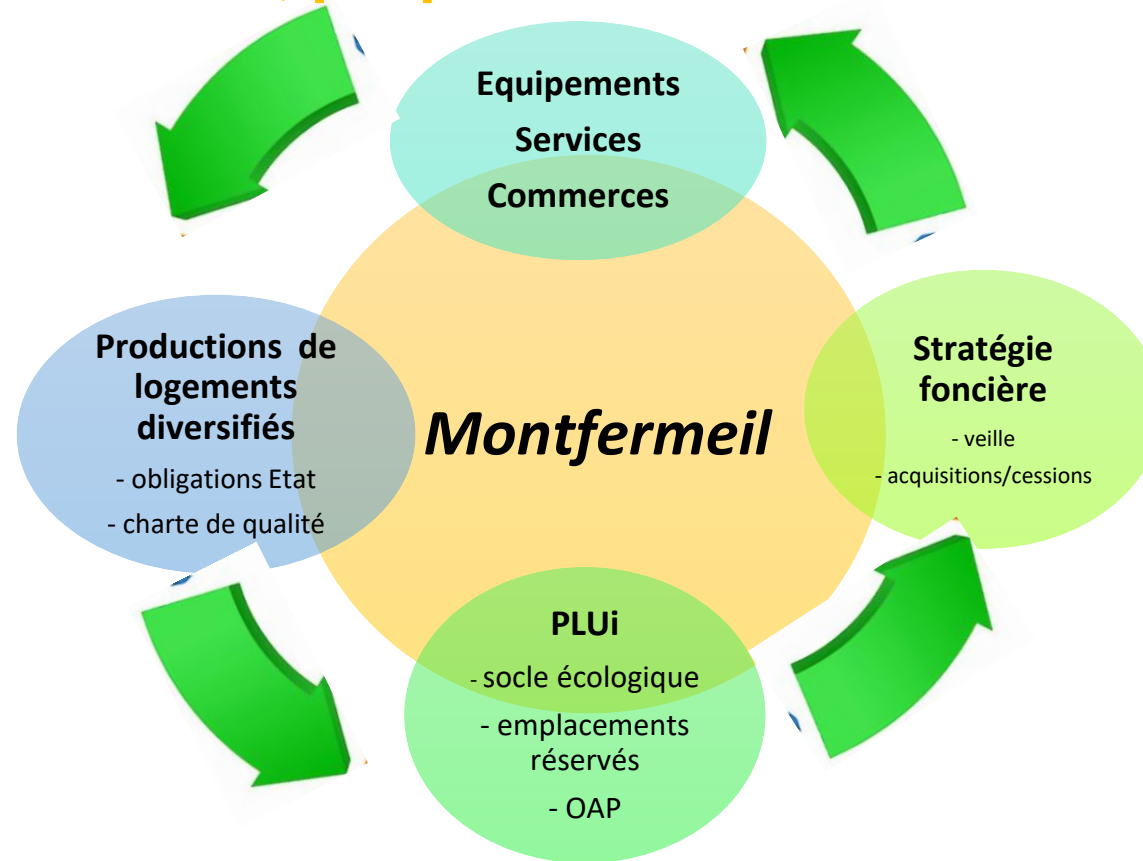 Equipements
Services
Commerces
Productions de
logements
diversifiés
- obligations Etat
- charte de qualité
Montfermeil
Stratégie
foncière
- veille
- acquisitions/cessions
PLUi
- socle écologique
- emplacements
réservés
- OAP